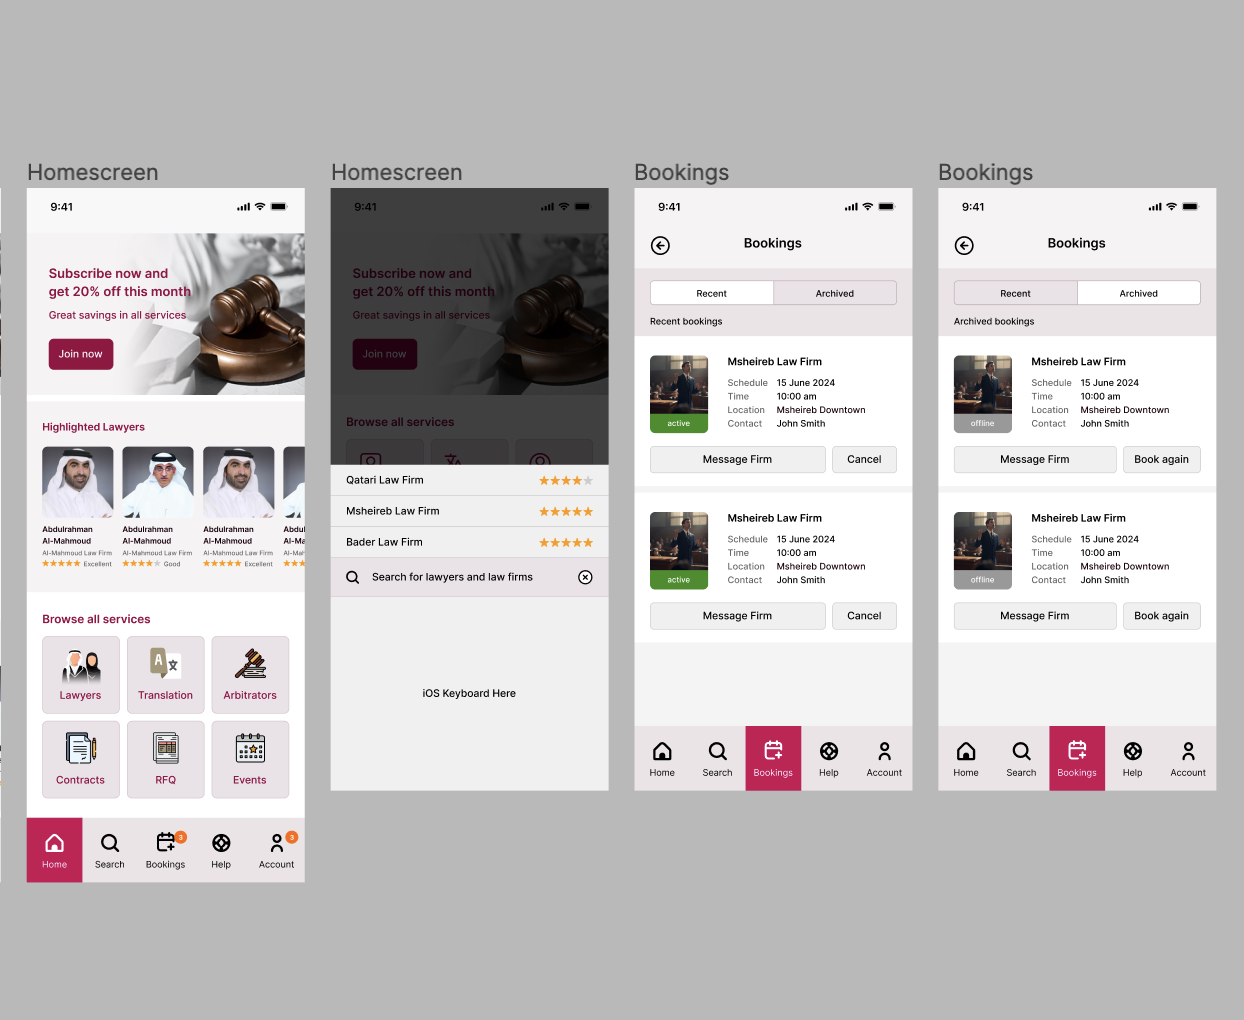 Homescreen
9:41
Subscribe now and
get 20% off this month
Great savings in all services
Join now
Highlighted Lawyers
Abdulrahman
Al-Mahmoud
Al-Mahmoud Law Firm
Excellent
Abdulrahman
Al-Mahmoud
Al-Mahmoud Law Firm
Good
Abdulrahman
Al-Mahmoud
Al-Mahmoud Law Firm
Excellent
Abdul
Al-Ma
Al-Mah
Browse all services
Lawyers
A
Translation
Arbitrators
Contracts
RFQ
Events
Home
Search
3
Bookings
Help
3
Account
Homescreen
9:41
Subscribe now and
get 20% off this month
Great savings in all services
Join now
Browse all services
Qatari Law Firm
Msheireb Law Firm
Bader Law Firm
Search for lawyers and law firms
iOS Keyboard Here
Bookings
9:41
Bookings
Recent
Archived
Recent bookings
Msheireb Law Firm
Schedule 15 June 2024
Time 10:00 am
Location Msheireb Downtown
Contact John Smith
active
Message Firm
Cancel
Msheireb Law Firm
Schedule 15 June 2024
Time 10:00 am
Location Msheireb Downtown
Contact John Smith
active
Message Firm
Cancel
Home
Search
Bookings
Help
Account
Bookings
9:41
Bookings
Recent
Archived
Archived bookings
Msheireb Law Firm
Schedule 15 June 2024
Time 10:00 am
Location Msheireb Downtown
Contact John Smith
offline
Message Firm
Book again
Msheireb Law Firm
Schedule 15 June 2024
Time 10:00 am
Location Msheireb Downtown
Contact John Smith
offline
Message Firm
Book again
Home
Search
Bookings
Help
Account